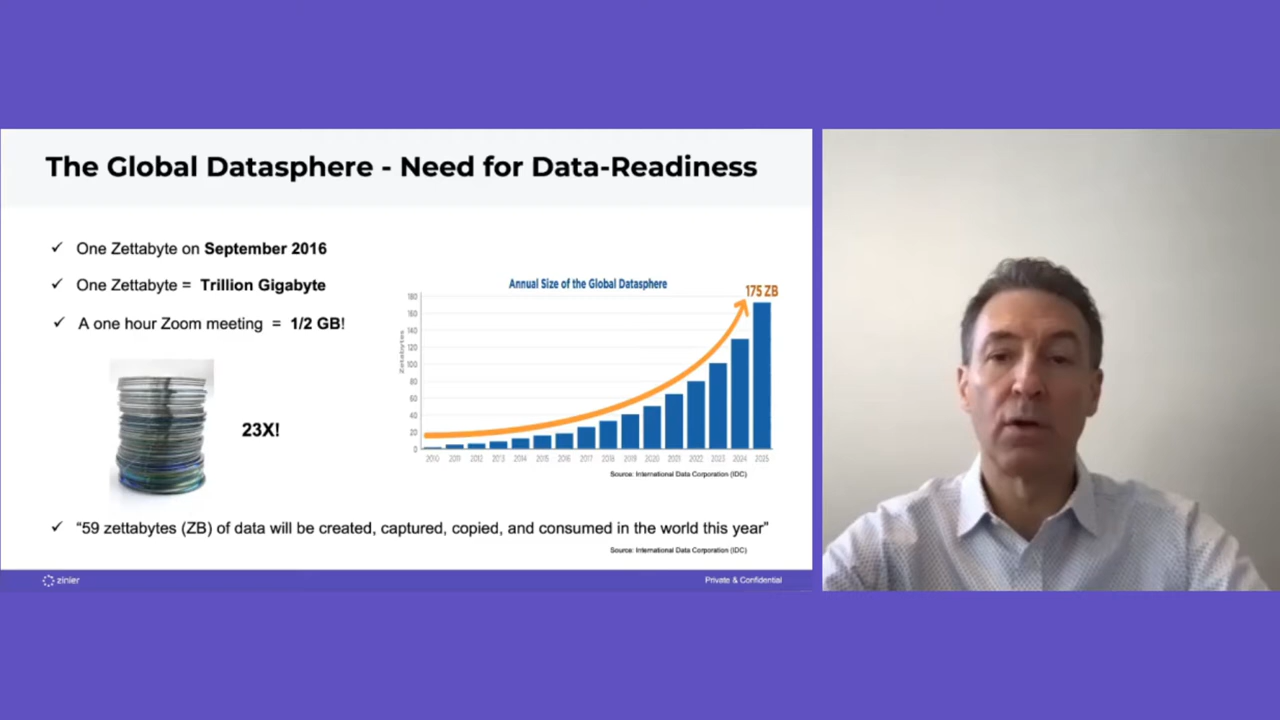 The Global Datasphere - Need for Data-Readiness
✓ One Zettabyte on September 2016
✓ One Zettabyte = Trillion Gigabyte
✓ A one hour Zoom meeting = 1/2 GB!
23X!
Annual Size of the Global Datasphere
175 ZB
Zetabytes
180
160
140
120
100
80
60
40
20
0
2010 2011 2012 2013 2014 2015 2016 2017 2018 2019 2020 2021 2022 2023 2024 2025
Source: International Data Corporation (IDC)
✓ “59 zettabytes (ZB) of data will be created, captured, copied, and consumed in the world this year”
Source: International Data Corporation (IDC)
zinier
Private & Confidential